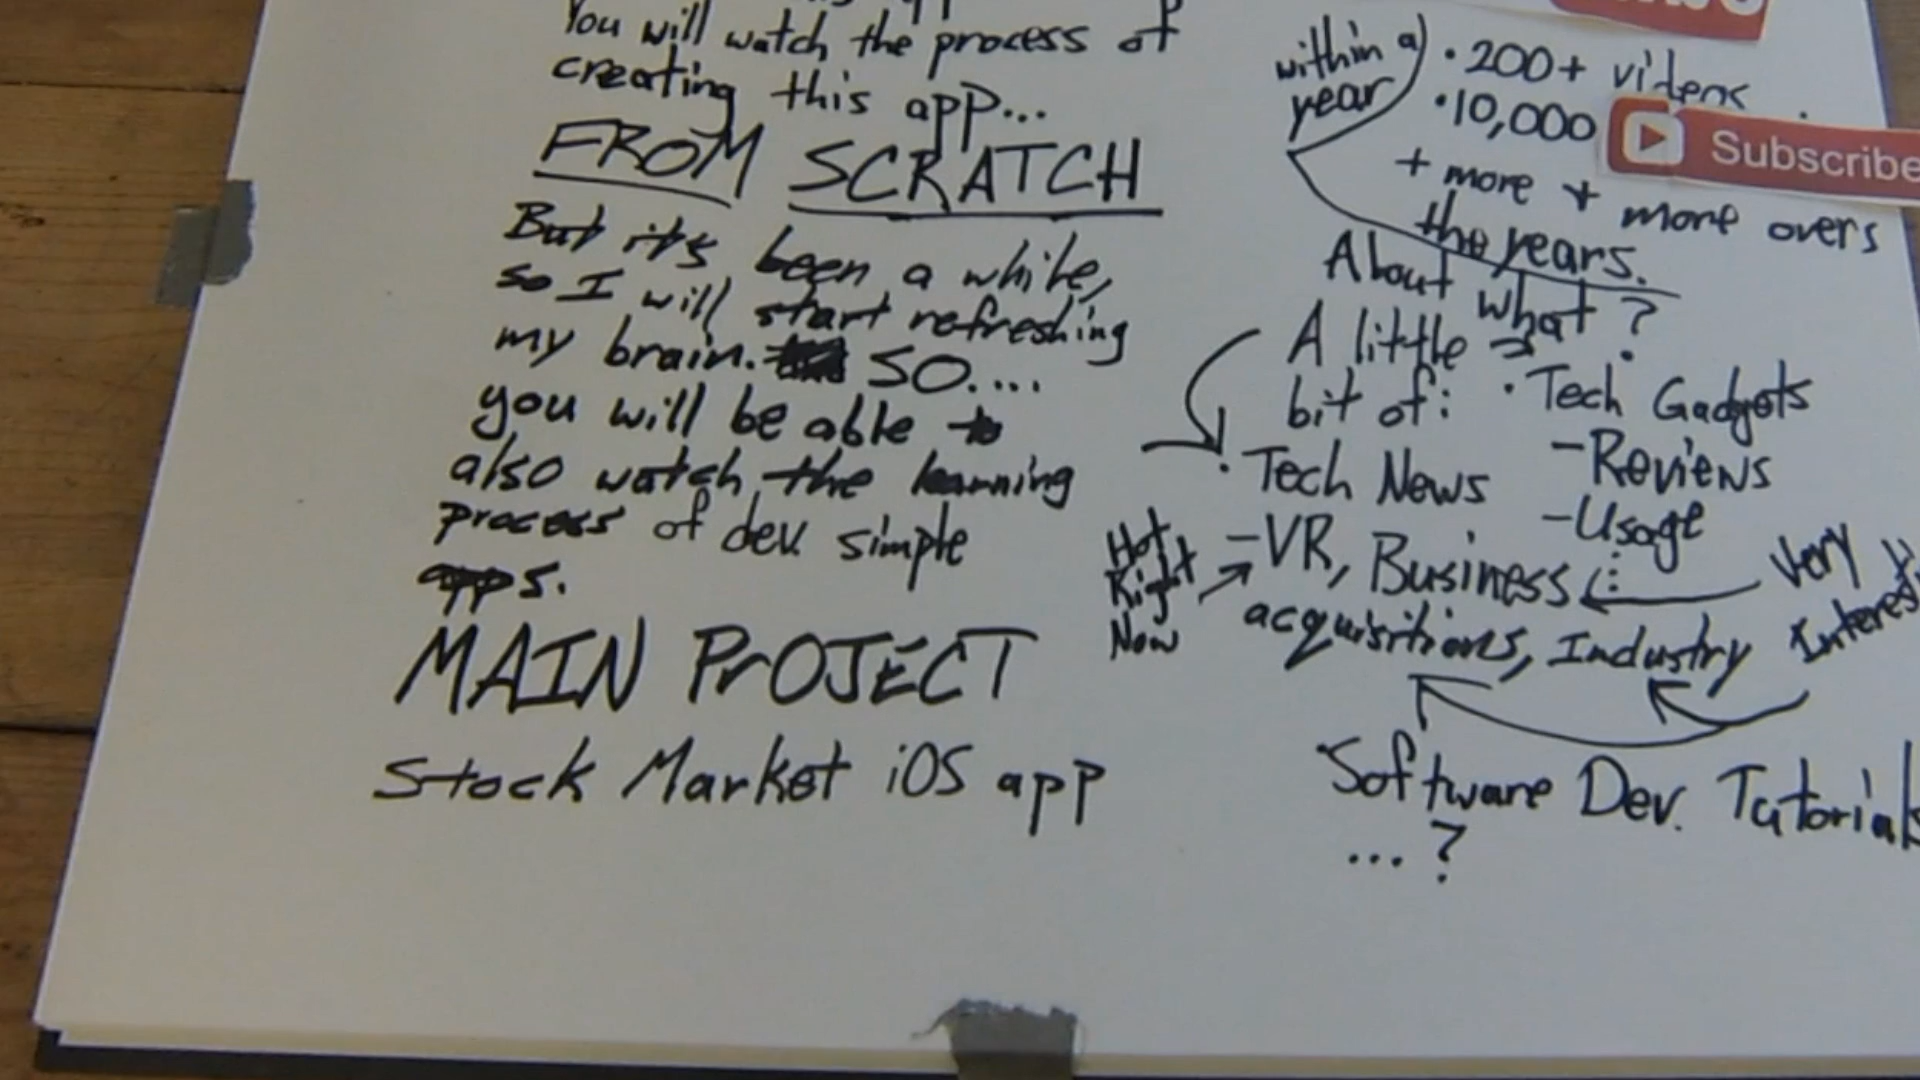 You will watch the process of
creating this app...
FROM SCRATCH
But it's been a while,
so I will start refreshing
my brain. SO....
you will be able to
also watch the learning
process of dev. simple
apps.
MAIN PrOJECT
Stock Market iOS app
within a
year
• 200+ videos
• 10,000
Subscribe
+ more + more overs
the years.
About what?
A little
bit of:
• Tech Gadgets
- Reviews
- Usage
• Tech News
- VR, Business
acquisitions, Industry
Hot
Right
Now
Very
Software Dev. Tutorials
... ?